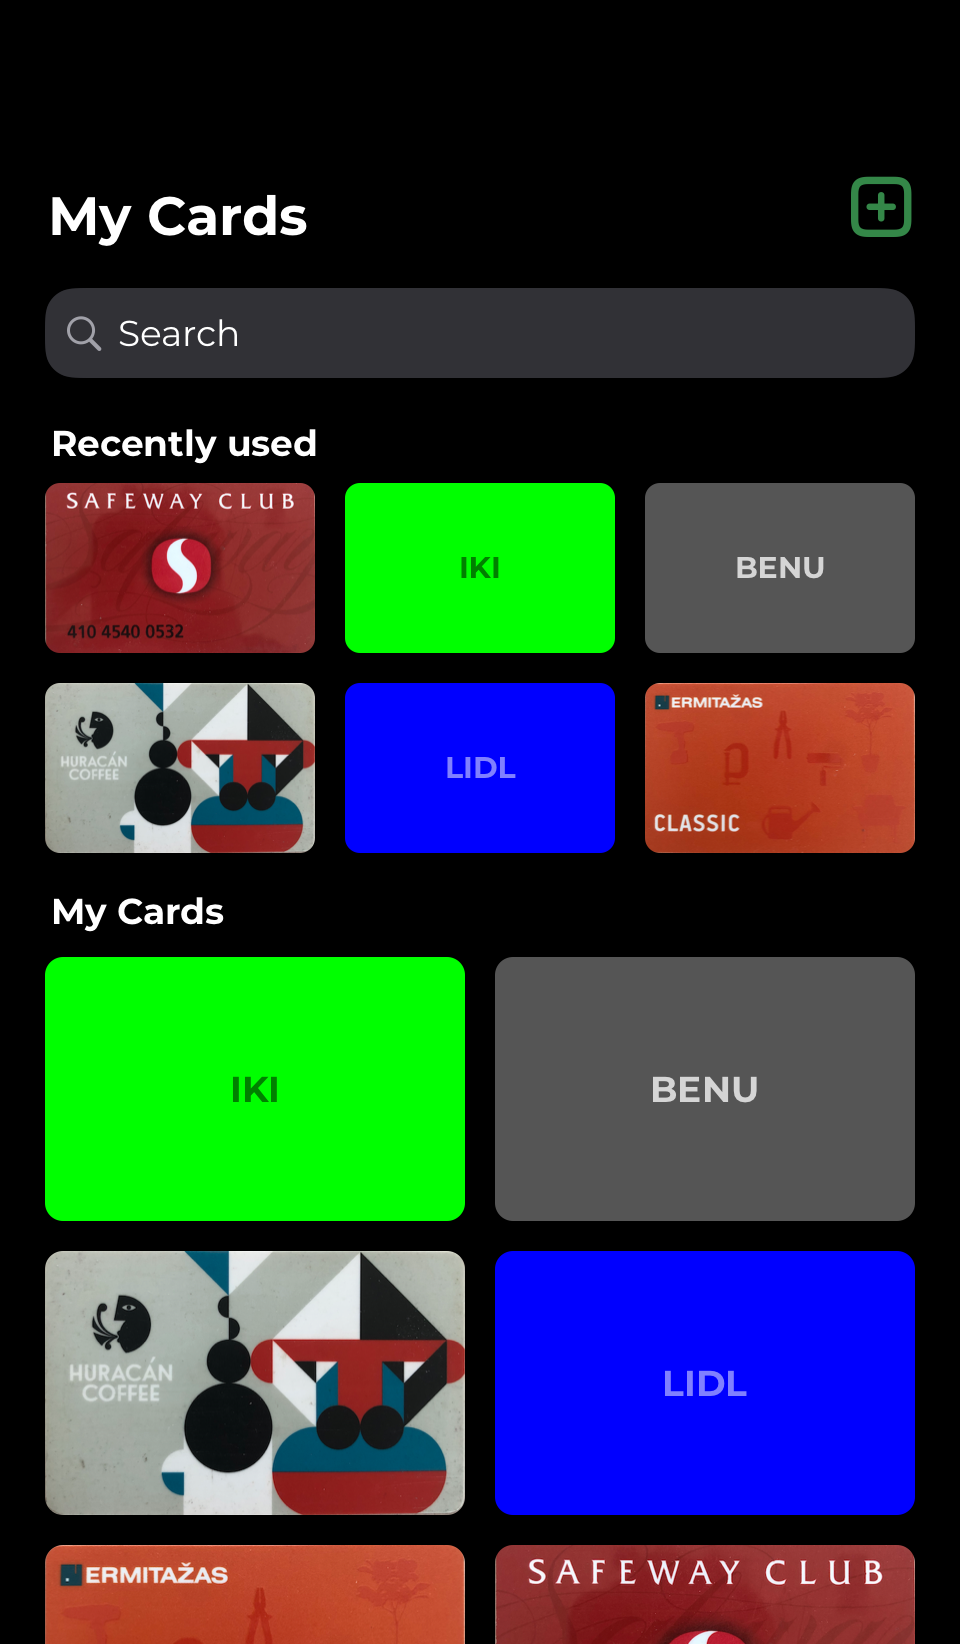 My Cards
Search
Recently used
SAFEWAY CLUB
410 4540 0532
IKI
BENU
HURACÁN
COFFEE
LIDL
ERMITAŽAS
CLASSIC
My Cards
IKI
BENU
HURACÁN
COFFEE
LIDL
ERMITAŽAS
SAFEWAY CLUB